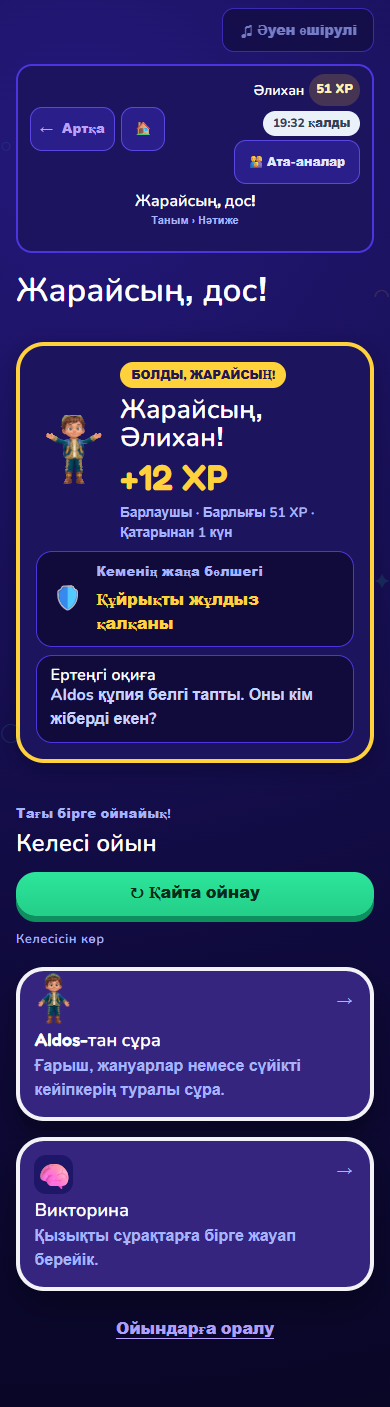 ♫ Әуен өшірулі
Әлихан 51 XP
19:32 қалды
← Артқа
Ата-аналар
Жарайсың, дос!
Таным › Нәтиже
Жарайсың, дос!
БОЛДЫ, ЖАРАЙСЫҢ!
Жарайсың,
Әлихан!
+12 XP
Барлаушы · Барлығы 51 XP ·
Қатарынан 1 күн
Кеменің жаңа бөлшегі
Құйрықты жұлдыз
қалқаны
Ертеңгі оқиға
Aldos құпия белгі тапты. Оны кім
жіберді екен?
Тағы бірге ойнайық!
Келесі ойын
↻ Қайта ойнау
Келесісін көр
→
Aldos-тан сұра
Ғарыш, жануарлар немесе сүйікті
кейіпкерің туралы сұра.
→
Викторина
Қызықты сұрақтарға бірге жауап
берейік.
Ойындарға оралу